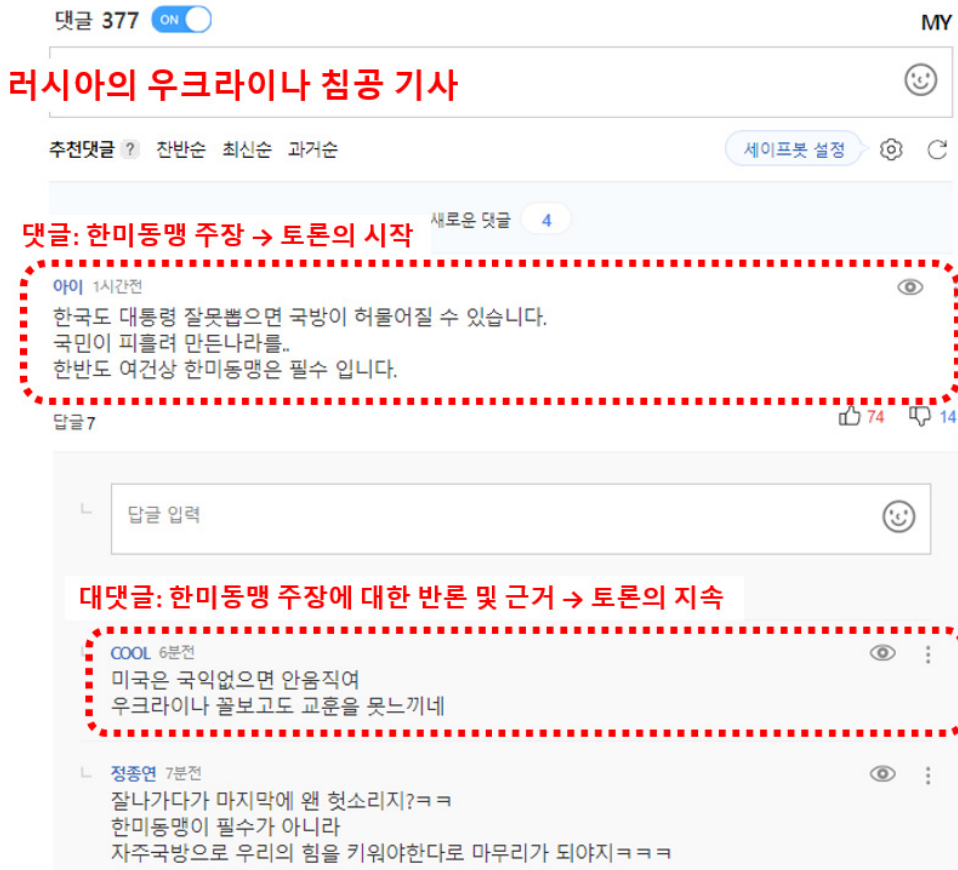 댓글 377 ON MY
러시아의 우크라이나 침공 기사
추천댓글 ? 찬반순 최신순 과거순 세이프봇 설정
새로운 댓글 4
댓글: 한미동맹 주장 → 토론의 시작
아이 1시간전
한국도 대통령 잘못뽑으면 국방이 허물어질 수 있습니다.
국민이 피흘려 만든나라를..
한반도 여건상 한미동맹은 필수 입니다.
답글7 74 14
답글 입력
대댓글: 한미동맹 주장에 대한 반론 및 근거 → 토론의 지속
COOL 6분전
미국은 국익없으면 안움직여
우크라이나 꼴보고도 교훈을 못느끼네
정종연 7분전
잘나가다가 마지막에 왠 헛소리지?ㅋㅋ
한미동맹이 필수가 아니라
자주국방으로 우리의 힘을 키워야한다로 마무리가 되야지ㅋㅋㅋ